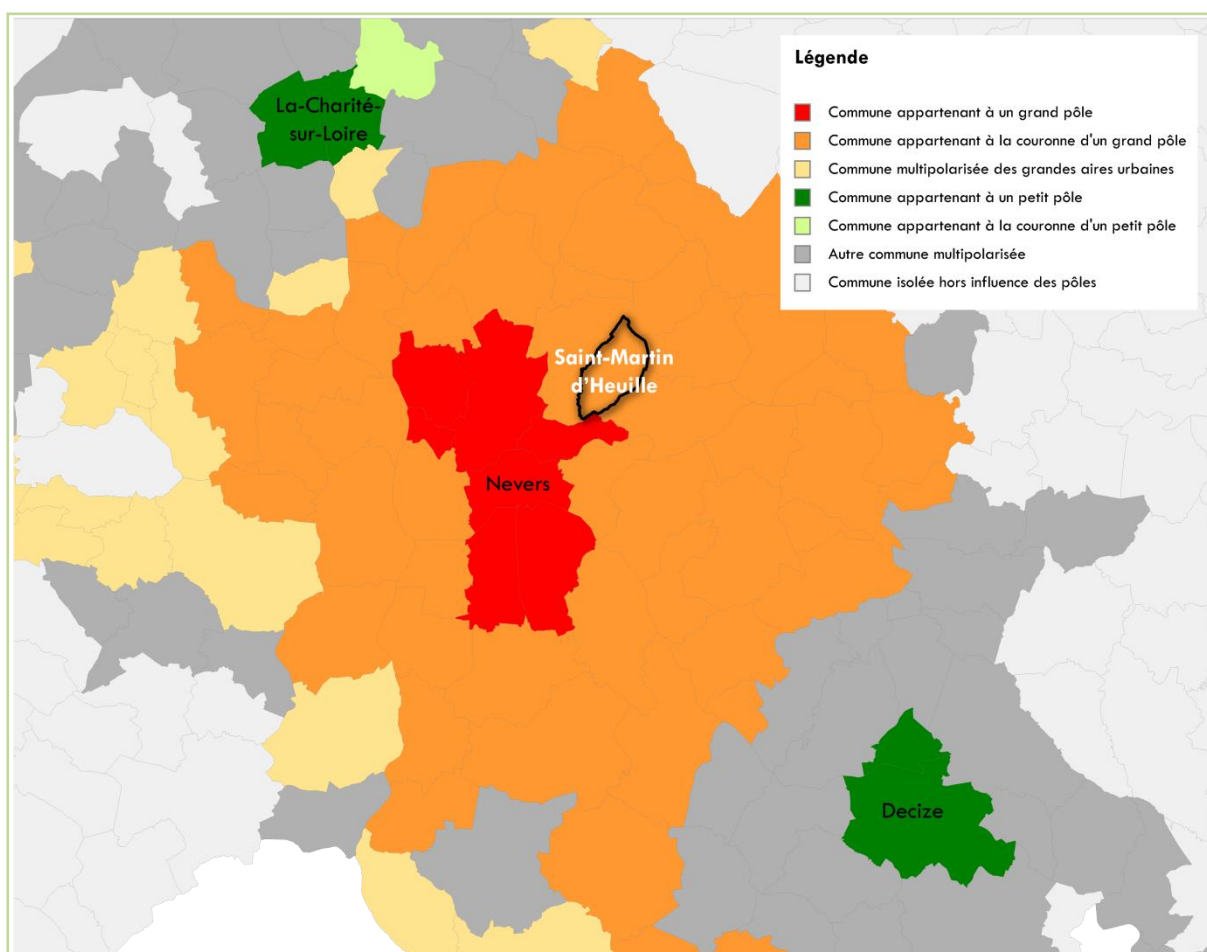 Légende
Commune appartenant à un grand pôle
Commune appartenant à la couronne d'un grand pôle
Commune multipolarisée des grandes aires urbaines
Commune appartenant à un petit pôle
Commune appartenant à la couronne d'un petit pôle
Autre commune multipolarisée
Commune isolée hors influence des pôles
La-Charité-
sur-Loire
Saint-Martin
d'Heuille
Nevers
Decize